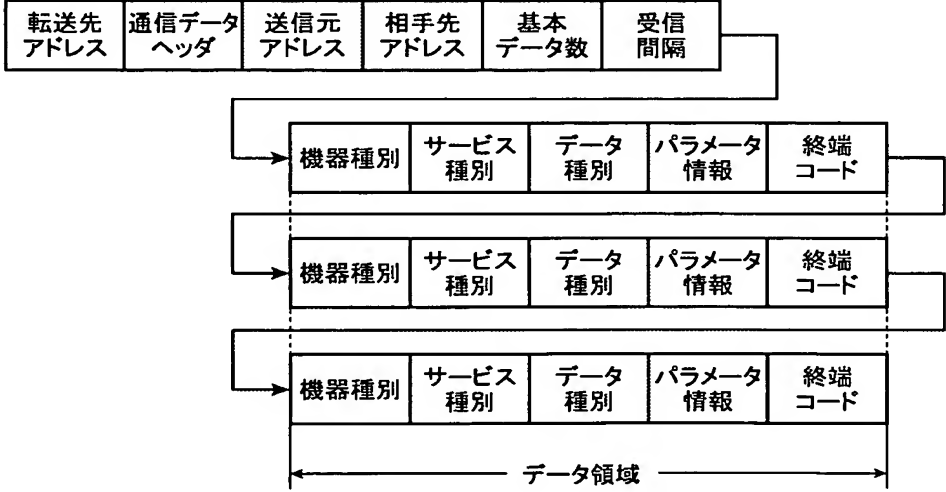 転送先
アドレス
通信データ
ヘッダ
送信元
アドレス
相手先
アドレス
基本
データ数
受信
間隔
機器種別
サービス
種別
データ
種別
パラメータ
情報
終端
コード
機器種別
サービス
種別
データ
種別
パラメータ
情報
終端
コード
機器種別
サービス
種別
データ
種別
パラメータ
情報
終端
コード
データ領域